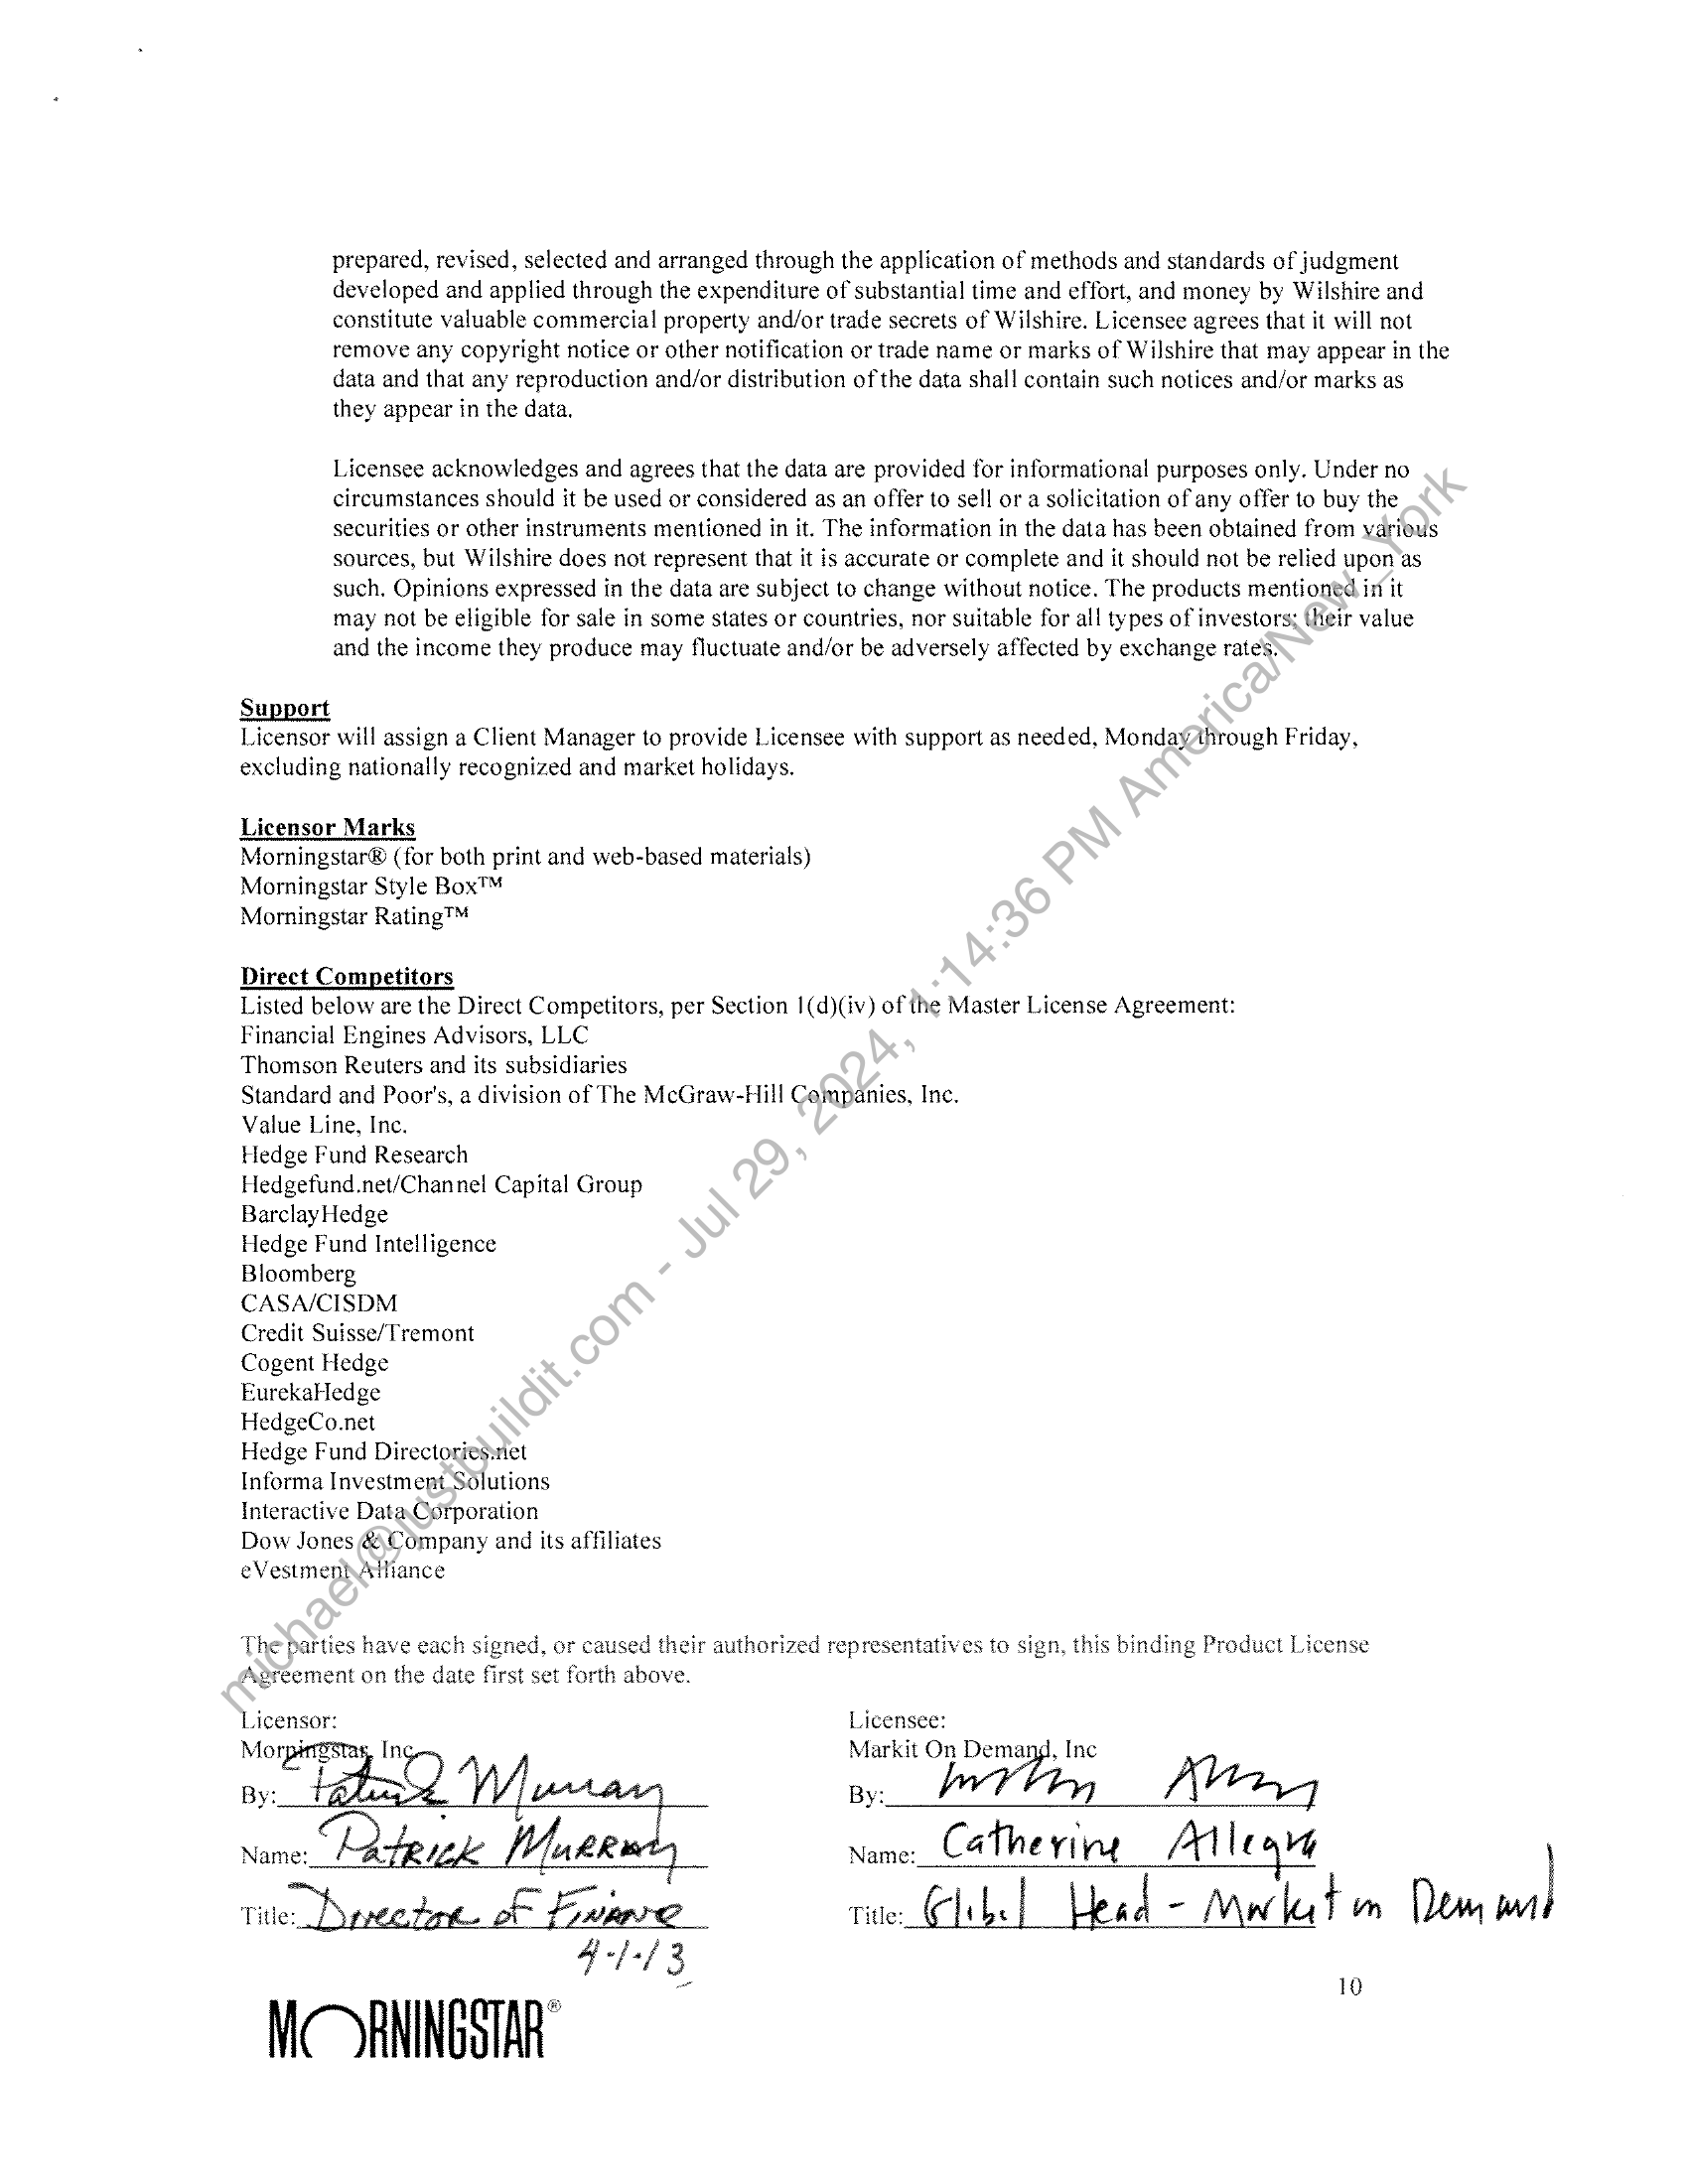 prepared, revised, selected and arranged through the application of methods and standards of judgment
developed and applied through the expenditure of substantial time and effort, and money by Wilshire and
constitute valuable commercial property and/or trade secrets of Wilshire. Licensee agrees that it will not
remove any copyright notice or other notification or trade name or marks of Wilshire that may appear in the
data and that any reproduction and/or distribution of the data shall contain such notices and/or marks as
they appear in the data.
Licensee acknowledges and agrees that the data are provided for informational purposes only. Under no
circumstances should it be used or considered as an offer to sell or a solicitation of any offer to buy the
securities or other instruments mentioned in it. The information in the data has been obtained from various
sources, but Wilshire does not represent that it is accurate or complete and it should not be relied upon as
such. Opinions expressed in the data are subject to change without notice. The products mentioned in it
may not be eligible for sale in some states or countries, nor suitable for all types of investors; their value
and the income they produce may fluctuate and/or be adversely affected by exchange rates.
Support
Licensor will assign a Client Manager to provide Licensee with support as needed, Monday through Friday,
excluding nationally recognized and market holidays.
Licensor Marks
Morningstar® (for both print and web-based materials)
Morningstar Style Box™
Morningstar Rating™
Direct Competitors
Listed below are the Direct Competitors, per Section 1(d)(iv) of the Master License Agreement:
Financial Engines Advisors, LLC
Thomson Reuters and its subsidiaries
Standard and Poor's, a division of The McGraw-Hill Companies, Inc.
Value Line, Inc.
Hedge Fund Research
Hedgefund.net/Channel Capital Group
BarclayHedge
Hedge Fund Intelligence
Bloomberg
CASA/CISDM
Credit Suisse/Tremont
Cogent Hedge
EurekaHedge
HedgeCo.net
Hedge Fund Directories.net
Informa Investment Solutions
Interactive Data Corporation
Dow Jones & Company and its affiliates
eVestment Alliance
The parties have each signed, or caused their authorized representatives to sign, this binding Product License
Agreement on the date first set forth above.
Licensor:
Morningstar, Inc
By: Patrick Murray
Name: Patrick Murray
Title: Director of Finance
4-1-13
Licensee:
Markit On Demand, Inc
By:
Name: Catherine Allegra
Title: Global Head - Markit on Demand
10
MORNINGSTAR®
michael@justbuildit.com - Jul 29, 2024, 1:14:36 PM America/New_York